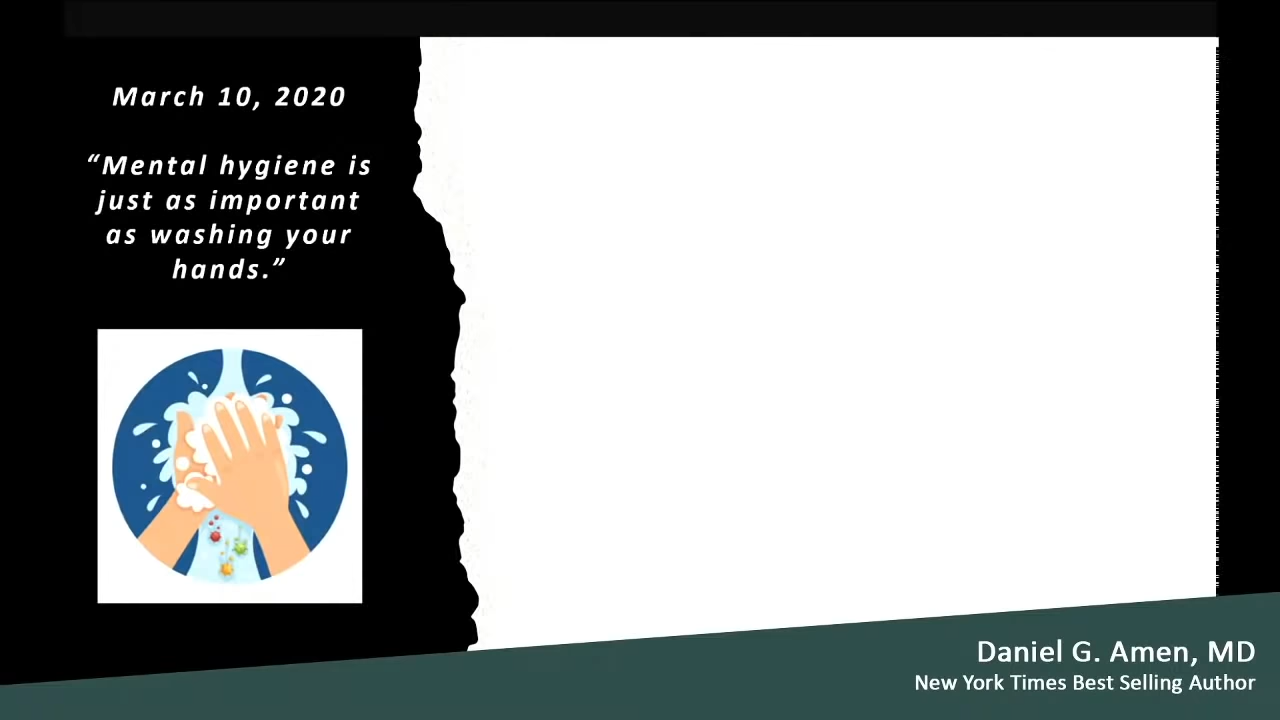 March 10, 2020
“Mental hygiene is
just as important
as washing your
hands.”
Daniel G. Amen, MD
New York Times Best Selling Author